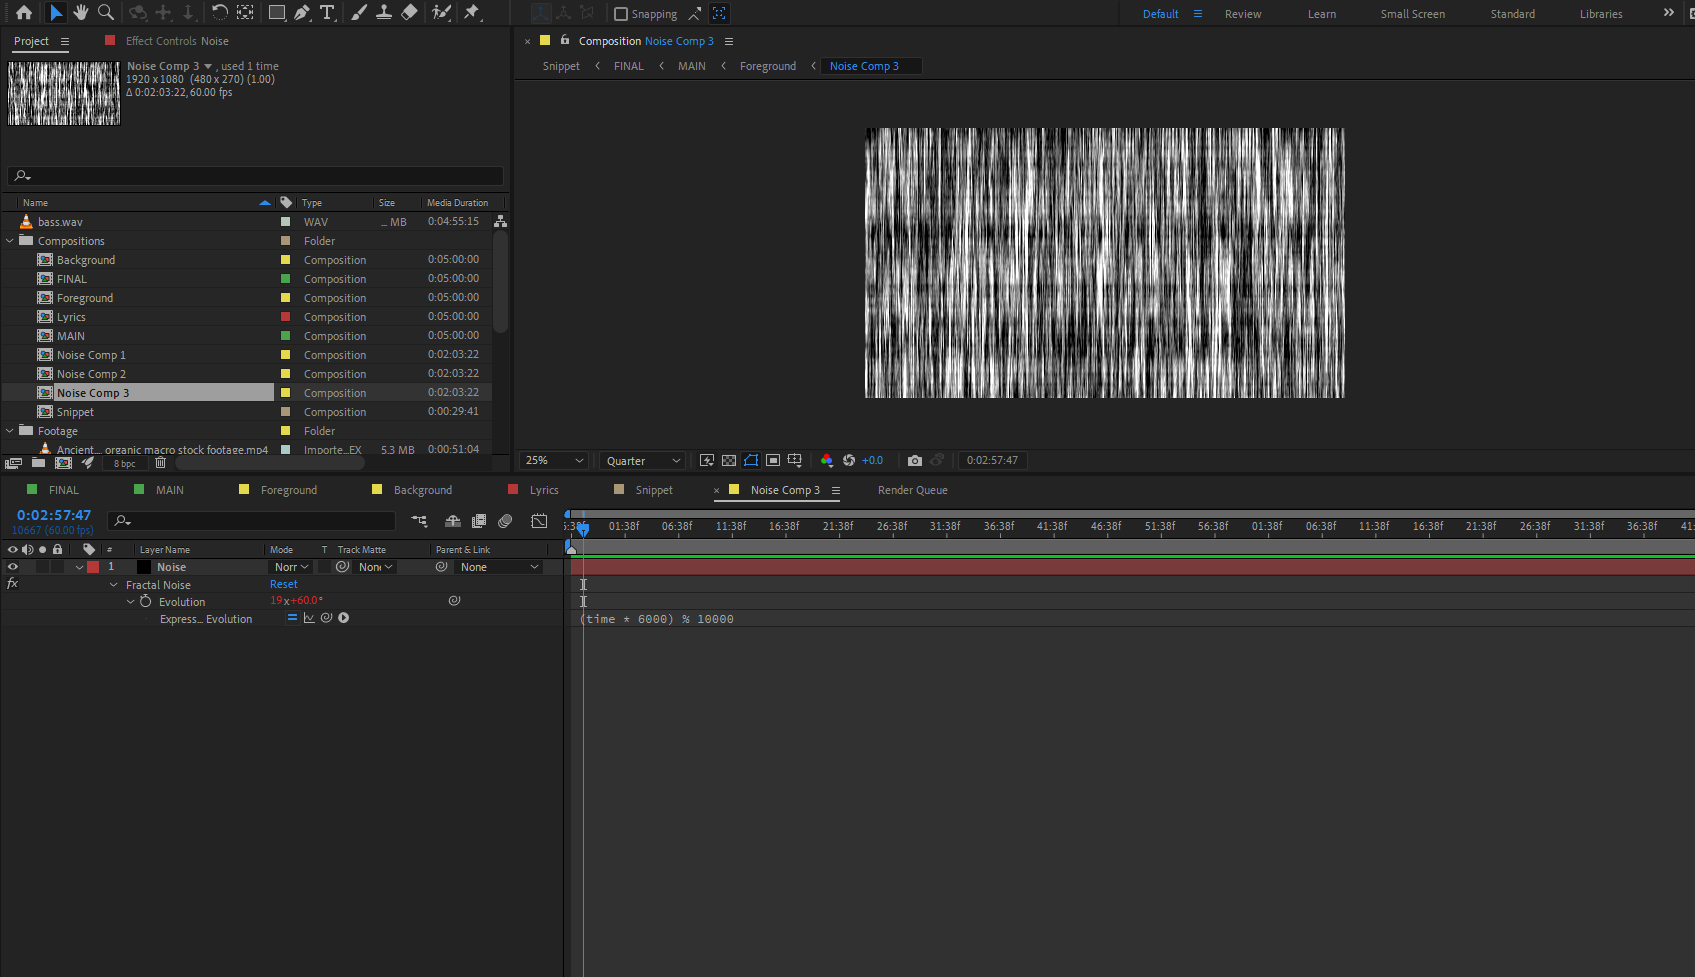 Snapping
Default
Review
Learn
Small Screen
Standard
Libraries
Project
Effect Controls Noise
Composition Noise Comp 3
Noise Comp 3 , used 1 time
1920 x 1080 (480 x 270) (1.00)
Δ 0:02:03:22, 60.00 fps
Snippet
FINAL
MAIN
Foreground
Noise Comp 3
Name Type Size Media Duration
bass.wav WAV ... MB 0:04:55:15
Compositions Folder
Background Composition 0:05:00:00
FINAL Composition 0:05:00:00
Foreground Composition 0:05:00:00
Lyrics Composition 0:05:00:00
MAIN Composition 0:05:00:00
Noise Comp 1 Composition 0:02:03:22
Noise Comp 2 Composition 0:02:03:22
Noise Comp 3 Composition 0:02:03:22
Snippet Composition 0:00:29:41
Footage Folder
Ancient.... organic macro stock footage.mp4 Importe...EX 5.3 MB 0:00:51:04
8 bpc
25% Quarter +0.0 0:02:57:47
FINAL MAIN Foreground Background Lyrics Snippet Noise Comp 3 Render Queue
0:02:57:47
10667 (60.00 fps)
5:38f 01:38f 06:38f 11:38f 16:38f 21:38f 26:38f 31:38f 36:38f 41:38f 46:38f 51:38f 56:38f 01:38f 06:38f 11:38f 16:38f 21:38f 26:38f 31:38f 36:38f 41:
# Layer Name Mode T Track Matte Parent & Link
1 Noise Norr Non None
fx Fractal Noise Reset
Evolution 19x+60.0°
Express... Evolution (time * 6000) % 10000